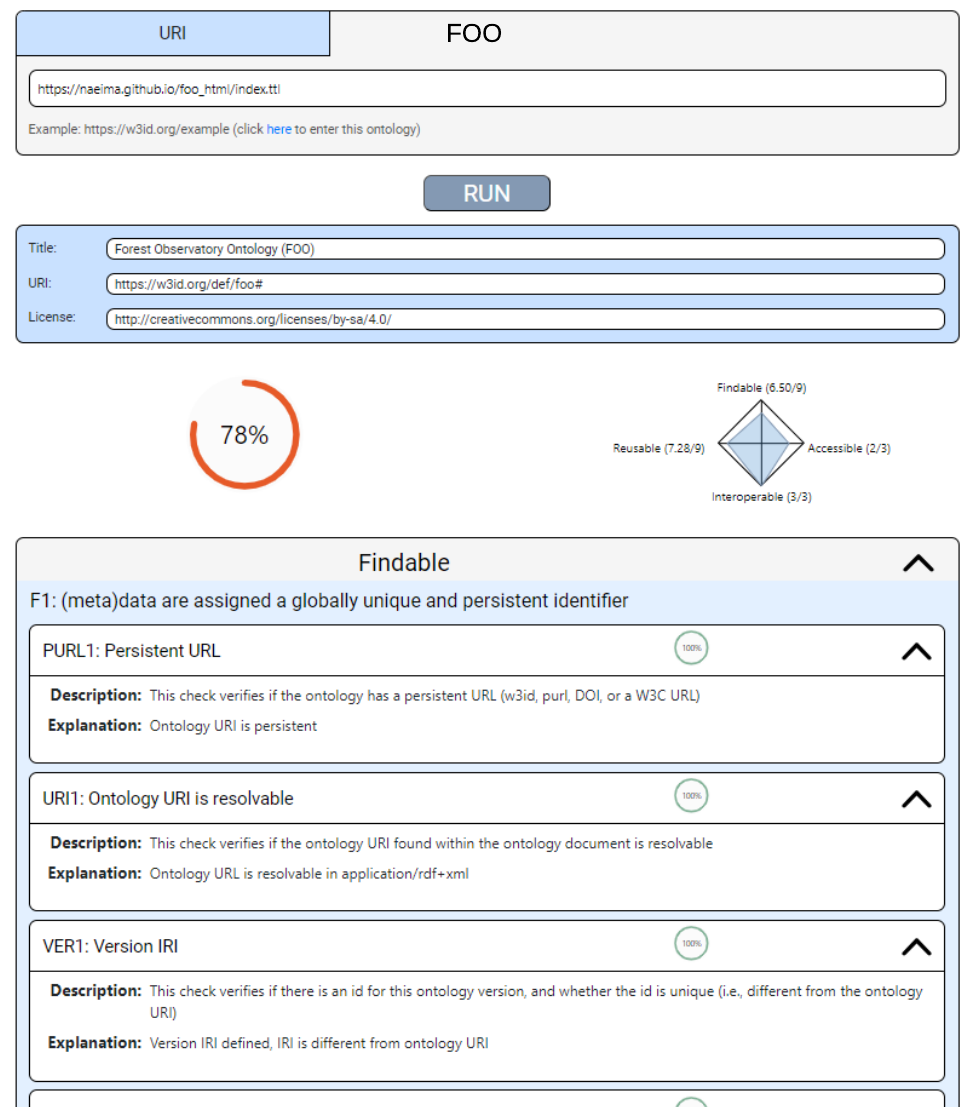 URI
FOO
https://naeima.github.io/foo_html/index.ttl
Example: https://w3id.org/example (click here to enter this ontology)
RUN
Title: Forest Observatory Ontology (FOO)
URI: https://w3id.org/def/foo#
License: http://creativecommons.org/licenses/by-sa/4.0/
78%
Findable (6.50/9)
Reusable (7.28/9)
Accessible (2/3)
Interoperable (3/3)
Findable
F1: (meta)data are assigned a globally unique and persistent identifier
PURL1: Persistent URL 100%
Description: This check verifies if the ontology has a persistent URL (w3id, purl, DOI, or a W3C URL)
Explanation: Ontology URI is persistent
URI1: Ontology URI is resolvable 100%
Description: This check verifies if the ontology URI found within the ontology document is resolvable
Explanation: Ontology URL is resolvable in application/rdf+xml
VER1: Version IRI 100%
Description: This check verifies if there is an id for this ontology version, and whether the id is unique (i.e., different from the ontology
URI)
Explanation: Version IRI defined, IRI is different from ontology URI